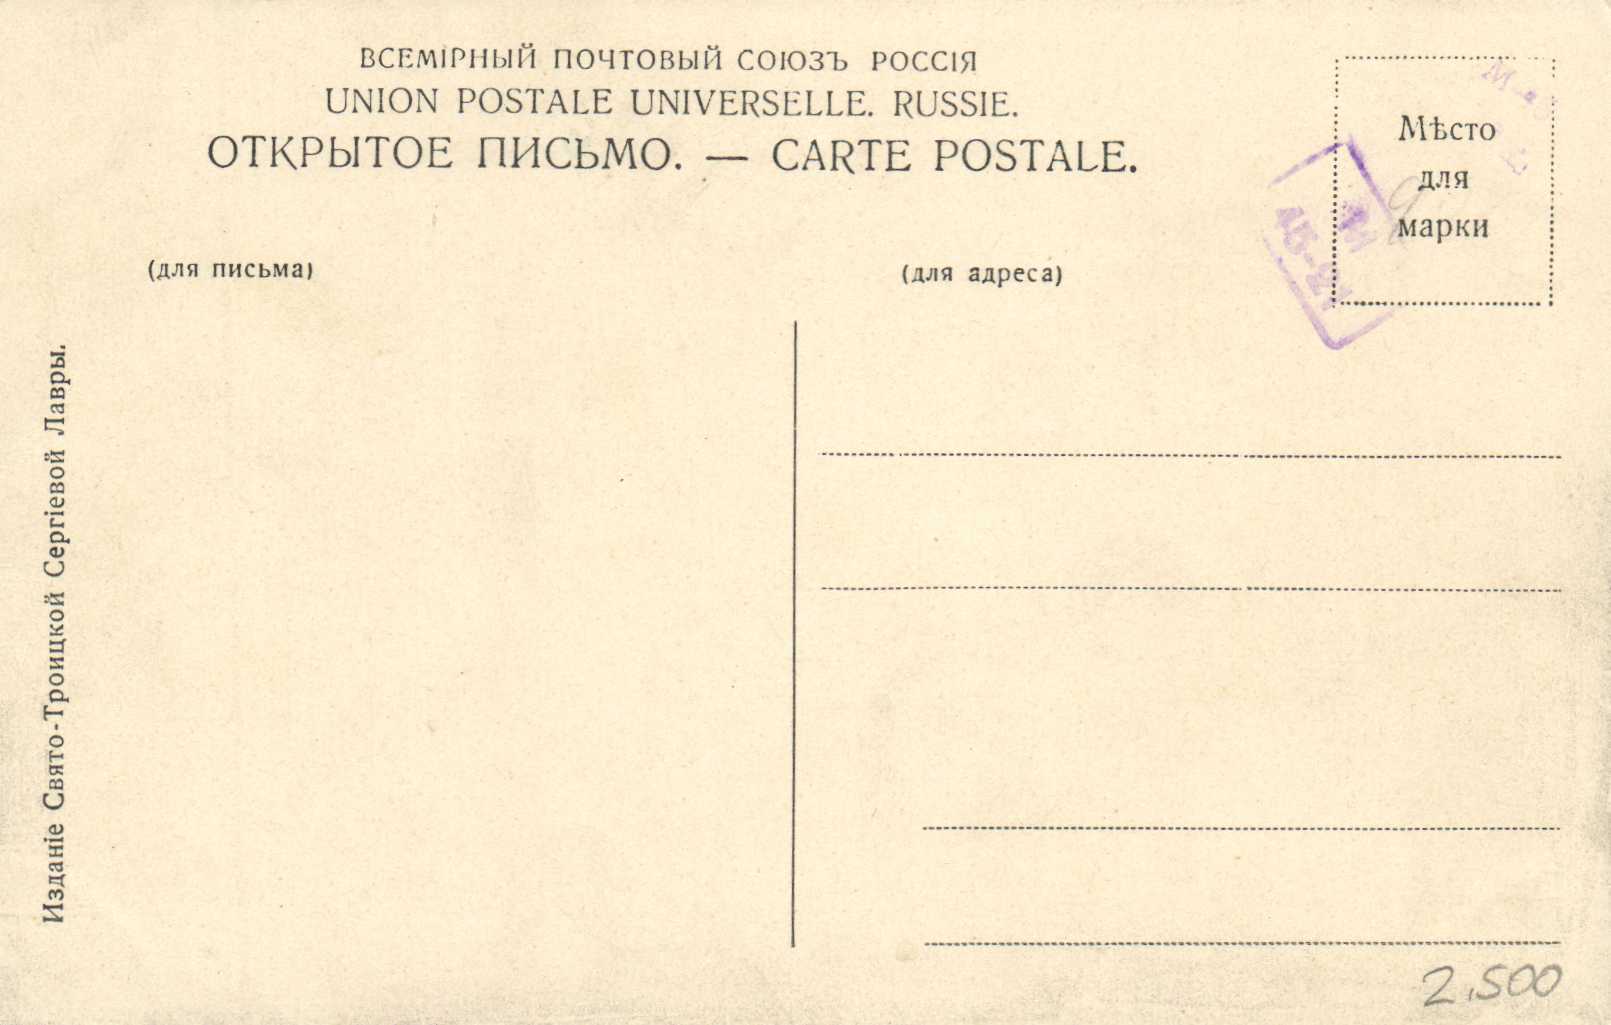 ВСЕМІРНЫЙ ПОЧТОВЫЙ СОЮЗЪ РОССІЯ
UNION POSTALE UNIVERSELLE. RUSSIE.
ОТКРЫТОЕ ПИСЬМО. — CARTE POSTALE.
Мѣсто
для
марки
(для письма)
(для адреса)
Изданіе Свято-Троицкой Сергіевой Лавры.
2.500